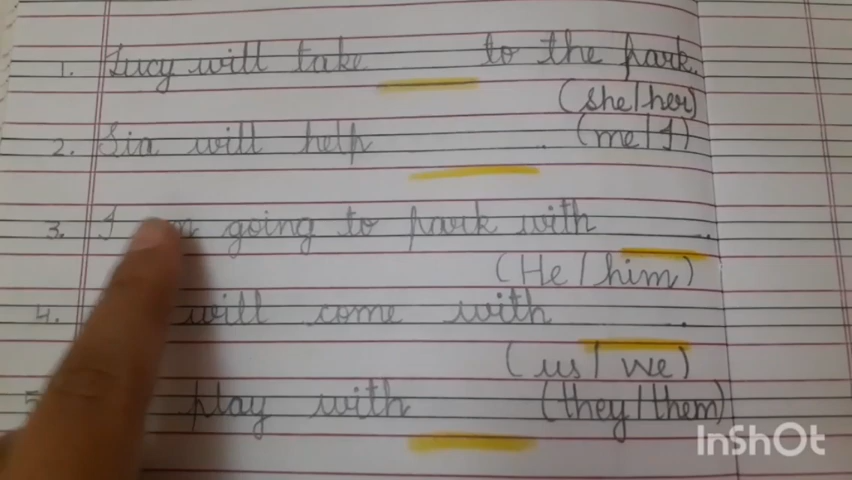 1. Lucy will take to the park.
(she/her)
2. Sia will help . (me/I)
3. I am going to park with .
(He/him)
4. will come with .
(us/we)
5. play with (they/them)
InShOt